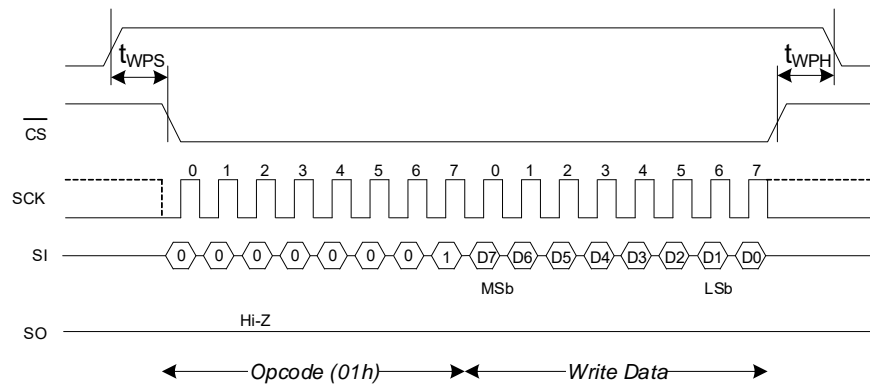 tWPS tWPH
CS
0 1 2 3 4 5 6 7 0 1 2 3 4 5 6 7
SCK
SI 0 0 0 0 0 0 0 1 D7 D6 D5 D4 D3 D2 D1 D0
MSb LSb
Hi-Z
SO
Opcode (01h) Write Data